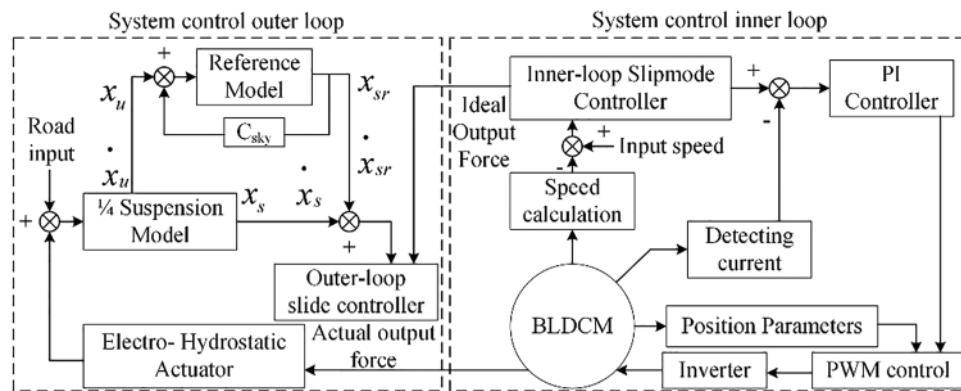 System control outer loop
System control inner loop
+
Reference
Model
x_sr
x_u
C_sky
Road
input
ẋ_u
ẋ_sr
+
¼ Suspension
Model
x_s
ẋ_s
+
Outer-loop
slide controller
Electro- Hydrostatic
Actuator
Actual output
force
Inner-loop Slipmode
Controller
+
PI
Controller
-
Ideal
Output
Force
+
Input speed
-
Speed
calculation
Detecting
current
BLDCM
Position Parameters
Inverter
PWM control